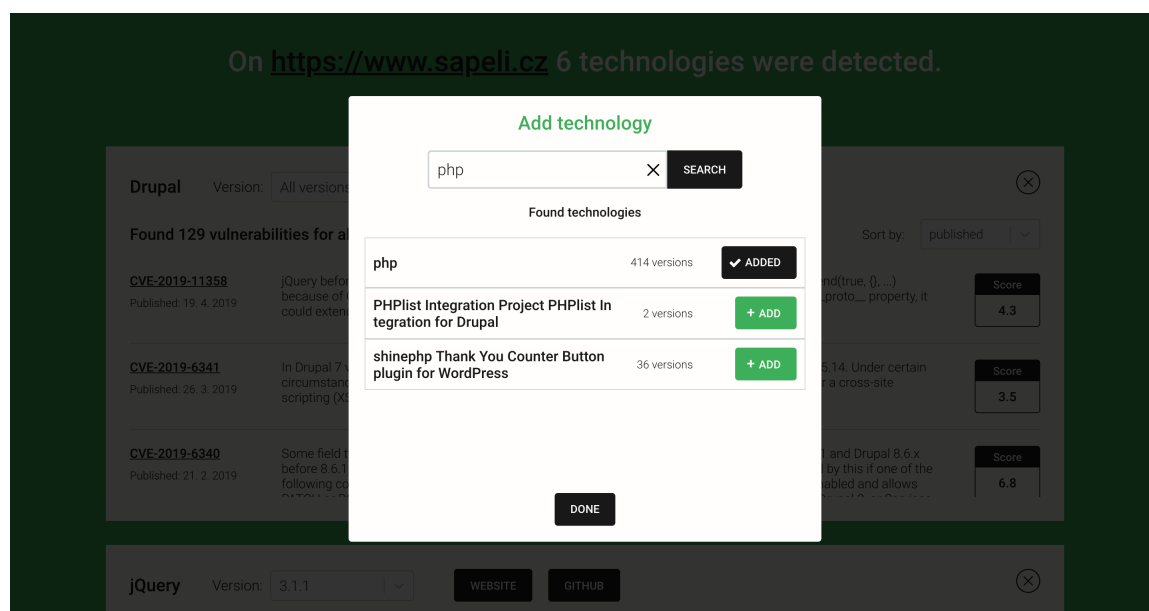 On https://www.sapeli.cz 6 technologies were detected.
Add technology
php
SEARCH
Found technologies
php 414 versions ADDED
PHPlist Integration Project PHPlist In
tegration for Drupal
2 versions + ADD
shinephp Thank You Counter Button
plugin for WordPress
36 versions + ADD
DONE
Drupal Version: All versions
Found 129 vulnerabilities for al
Sort by: published
CVE-2019-11358
Published: 19. 4. 2019
jQuery befor
because of
could exten
nd(true, {}, ...)
_proto__ property, it
Score
4.3
CVE-2019-6341
Published: 26. 3. 2019
In Drupal 7 v
circumstanc
scripting (XS
5.14. Under certain
r a cross-site
Score
3.5
CVE-2019-6340
Published: 21. 2. 2019
Some field t
before 8.6.1
following co
1 and Drupal 8.6.x
l by this if one of the
nabled and allows
Score
6.8
jQuery Version: 3.1.1 WEBSITE GITHUB